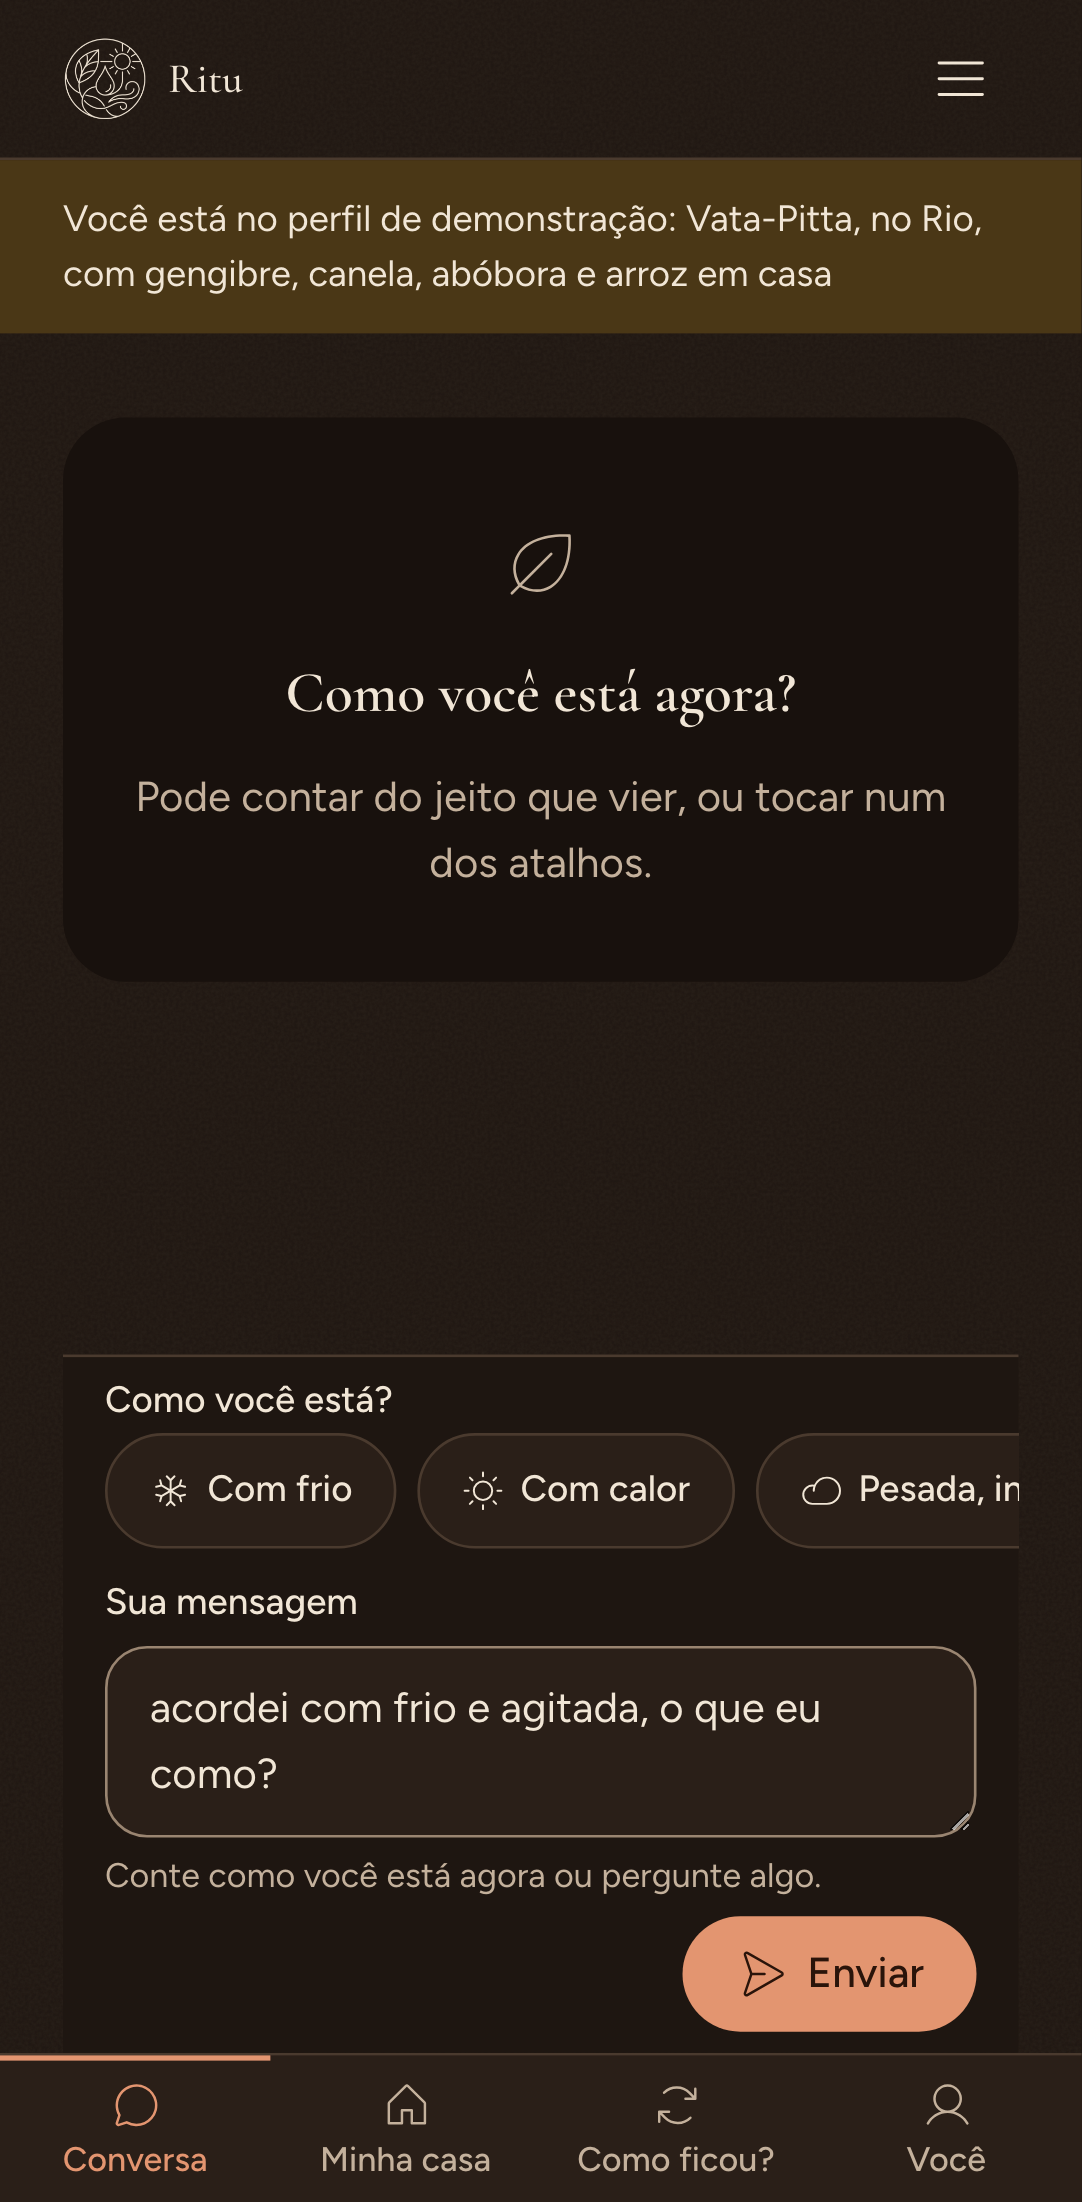 Ritu
Você está no perfil de demonstração: Vata-Pitta, no Rio,
com gengibre, canela, abóbora e arroz em casa
Como você está agora?
Pode contar do jeito que vier, ou tocar num
dos atalhos.
Como você está?
Com frio
Com calor
Pesada, in
Sua mensagem
acordei com frio e agitada, o que eu
como?
Conte como você está agora ou pergunte algo.
Enviar
Conversa
Minha casa
Como ficou?
Você